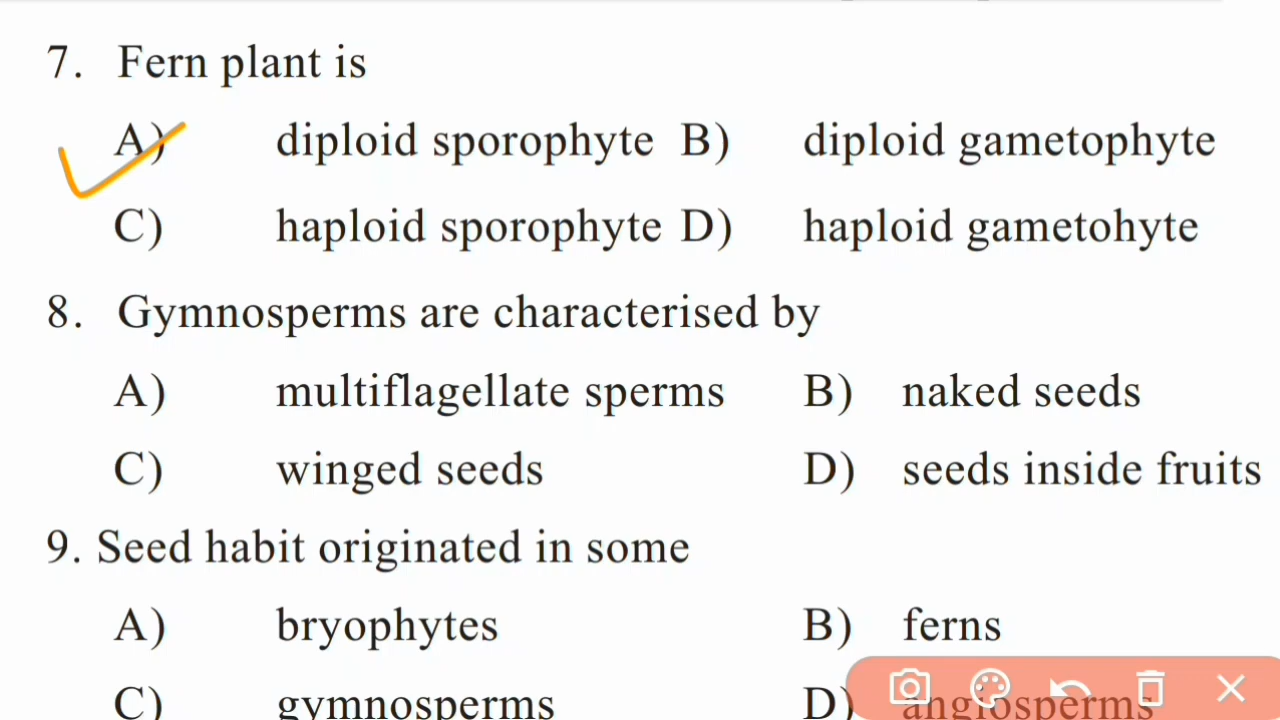 7. Fern plant is
A) diploid sporophyte B) diploid gametophyte
C) haploid sporophyte D) haploid gametohyte
8. Gymnosperms are characterised by
A) multiflagellate sperms B) naked seeds
C) winged seeds D) seeds inside fruits
9. Seed habit originated in some
A) bryophytes B) ferns
C) gymnosperms D) angiosperms